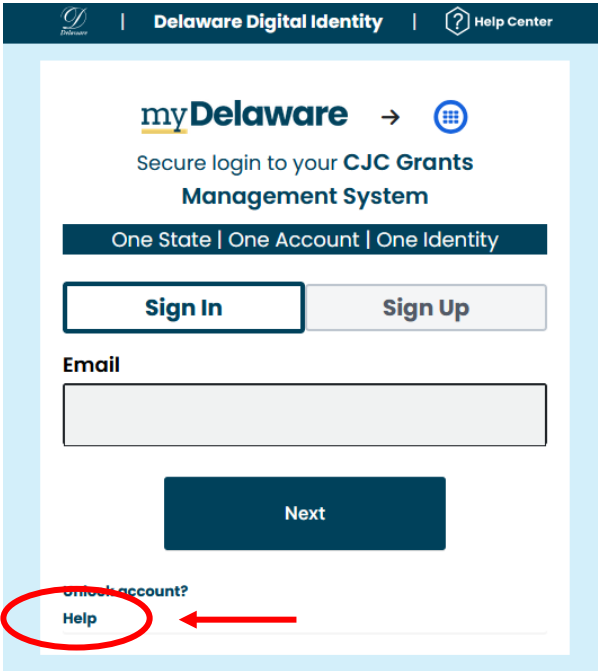 Delaware | Delaware Digital Identity | ? Help Center
myDelaware →
Secure login to your CJC Grants
Management System
One State | One Account | One Identity
Sign In Sign Up
Email
Next
Unlock account?
Help